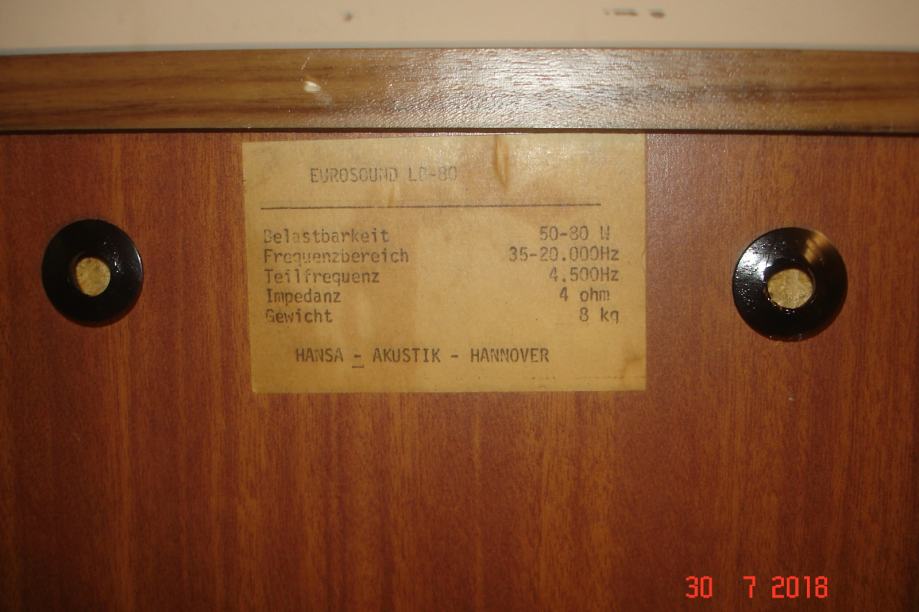 EUROSOUND LB-80
Belastbarkeit 50-80 W
Frequenzbereich 35-20.000Hz
Teilfrequenz 4.500Hz
Impedanz 4 ohm
Gewicht 8 kg
HANSA - AKUSTIK - HANNOVER
30 7 2018